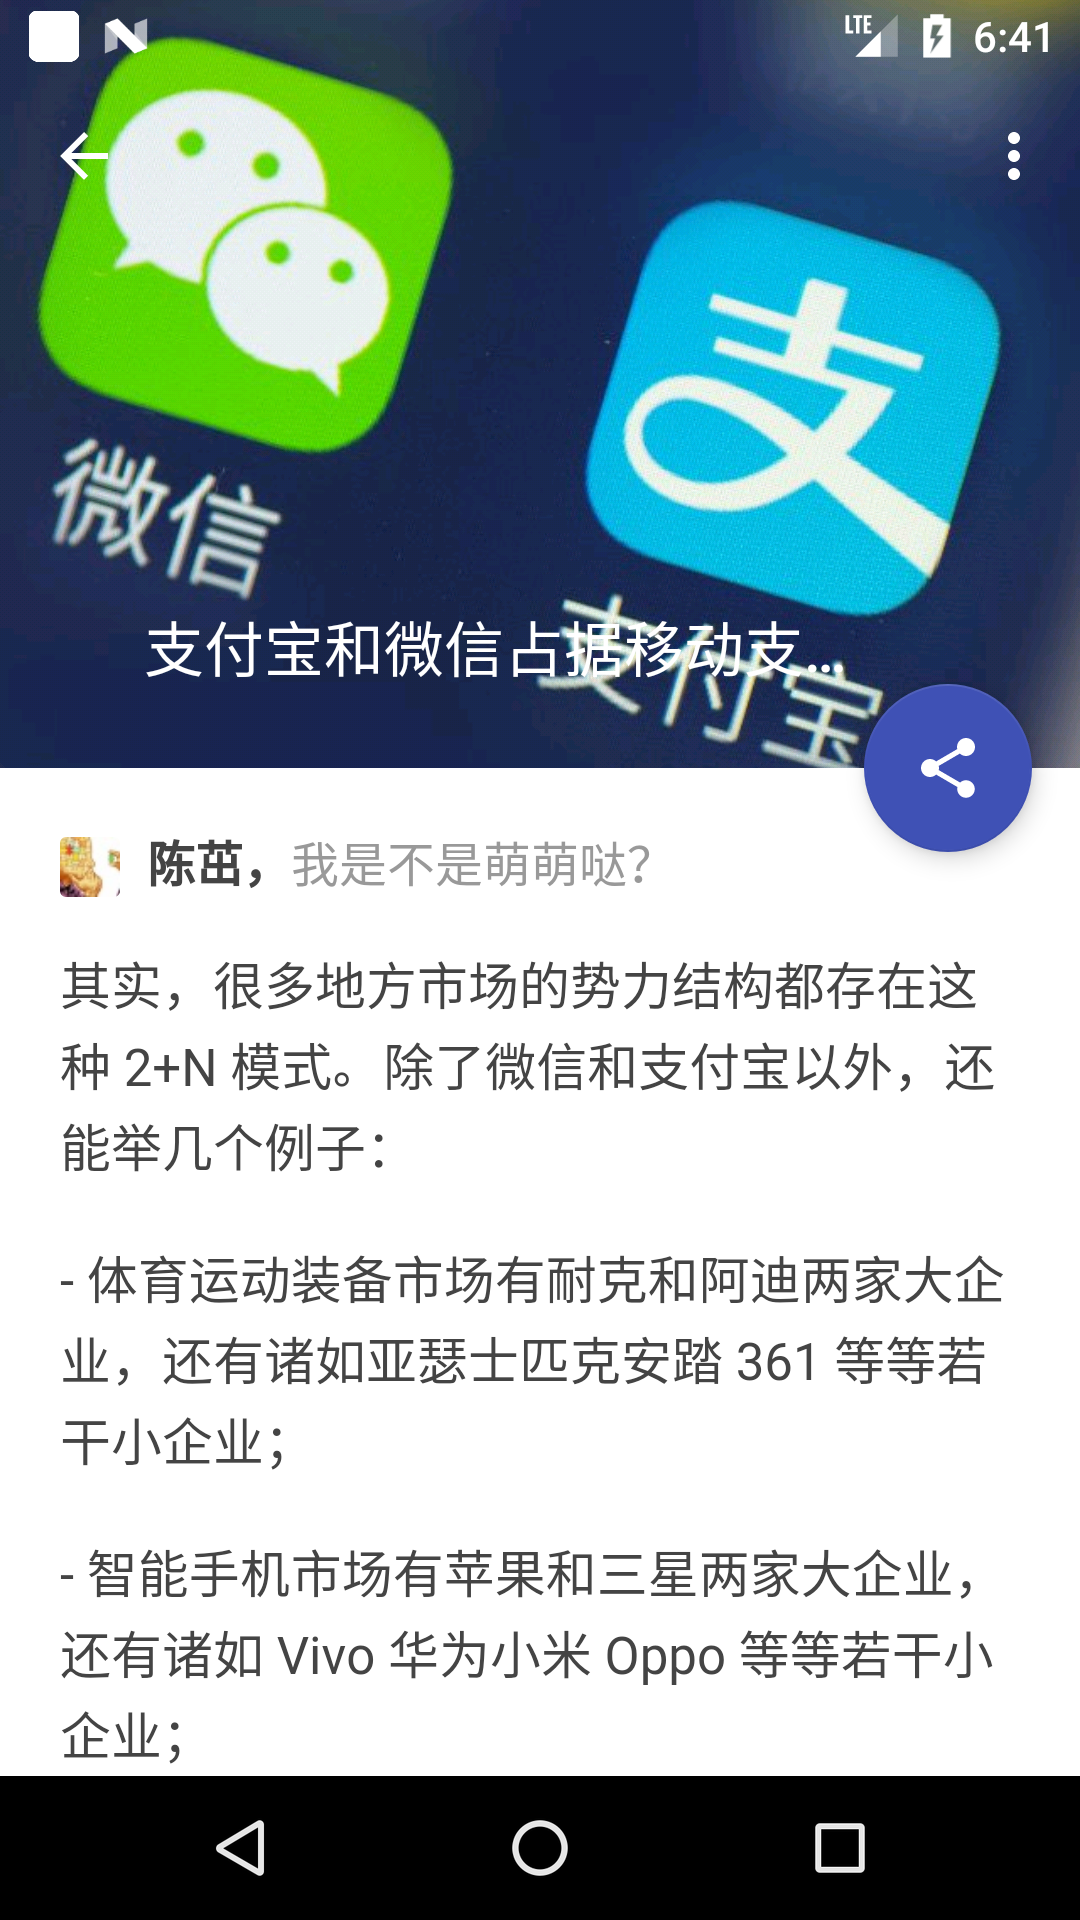 LTE 6:41
微信
支付宝
支付宝和微信占据移动支…
陈茁，我是不是萌萌哒？
其实，很多地方市场的势力结构都存在这
种 2+N 模式。除了微信和支付宝以外，还
能举几个例子：
- 体育运动装备市场有耐克和阿迪两家大企
业，还有诸如亚瑟士匹克安踏 361 等等若
干小企业；
- 智能手机市场有苹果和三星两家大企业，
还有诸如 Vivo 华为小米 Oppo 等等若干小
企业；